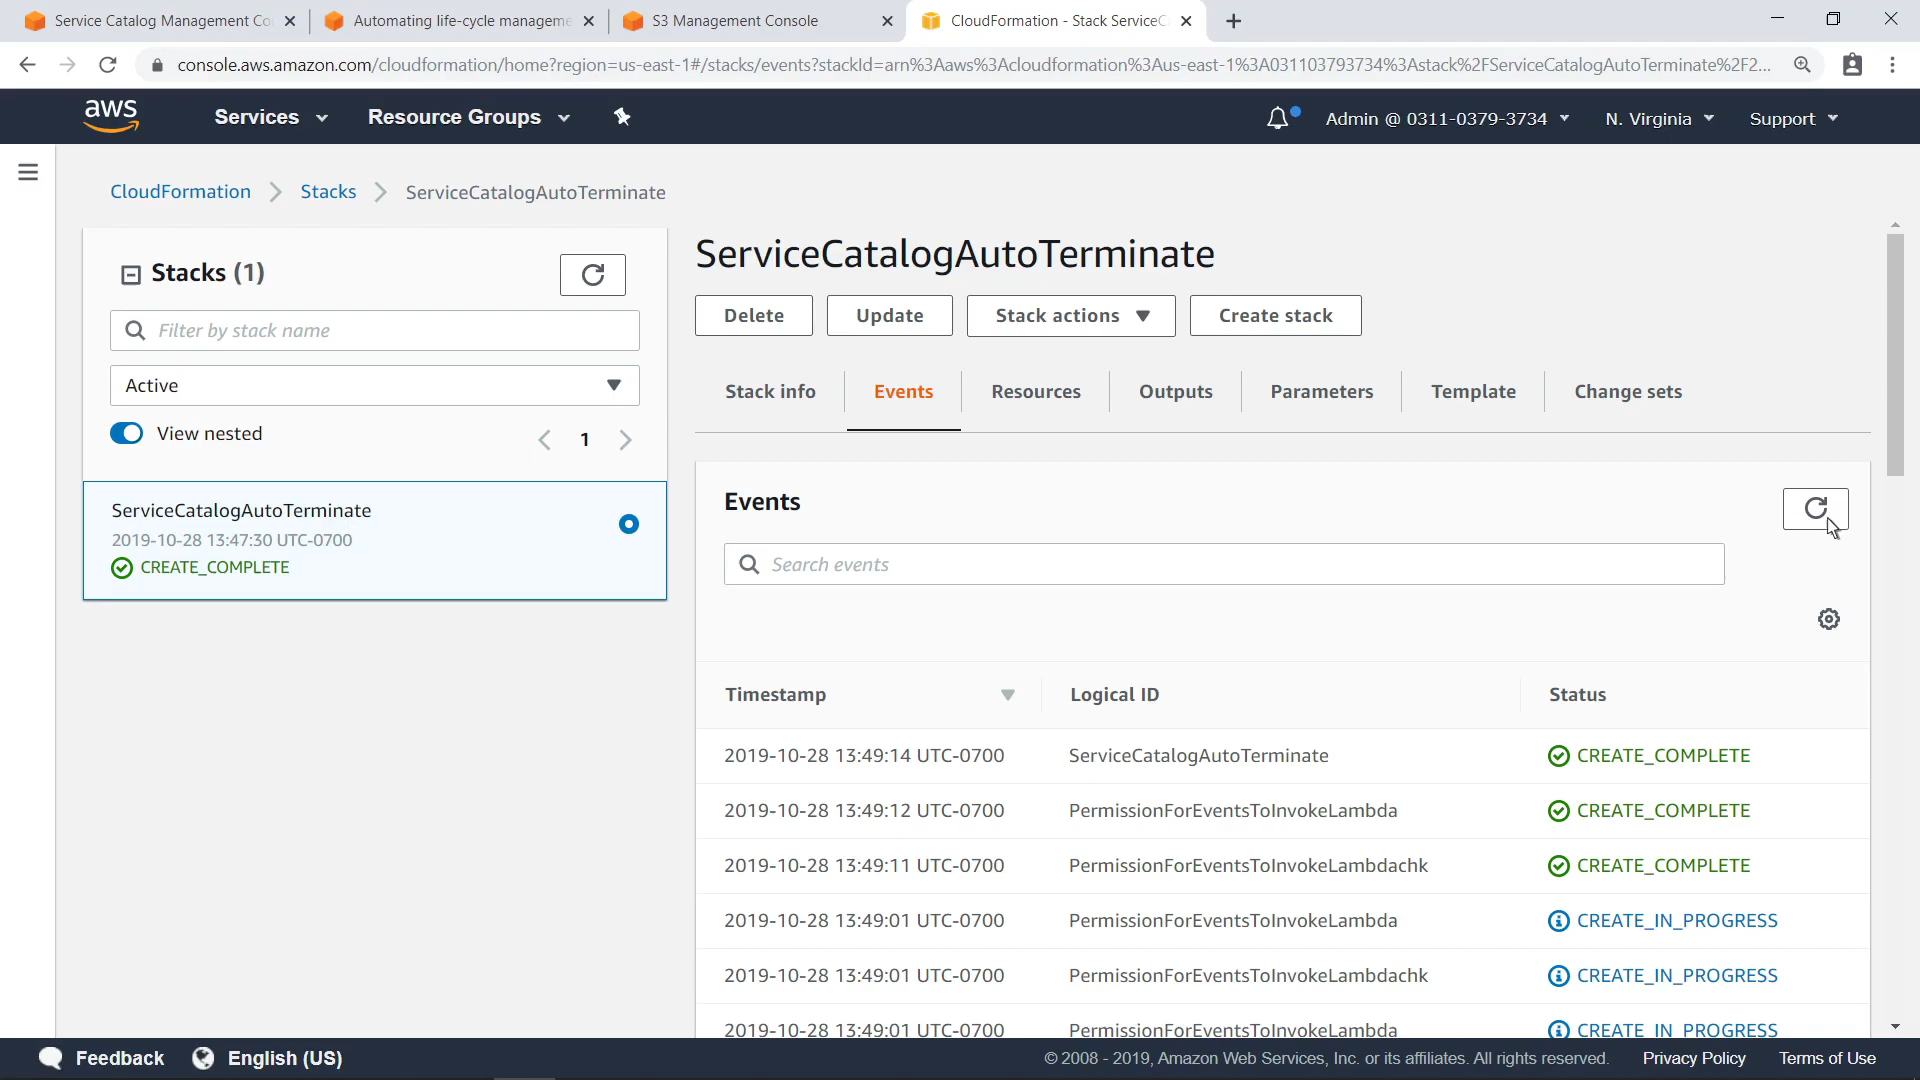 Service Catalog Management Co
Automating life-cycle manageme
S3 Management Console
CloudFormation - Stack ServiceC
console.aws.amazon.com/cloudformation/home?region=us-east-1#/stacks/events?stackId=arn%3Aaws%3Acloudformation%3Aus-east-1%3A031103793734%3Astack%2FServiceCatalogAutoTerminate%2F2...
aws
Services
Resource Groups
Admin @ 0311-0379-3734
N. Virginia
Support
CloudFormation
Stacks
ServiceCatalogAutoTerminate
Stacks (1)
Filter by stack name
Active
View nested
1
ServiceCatalogAutoTerminate
2019-10-28 13:47:30 UTC-0700
CREATE_COMPLETE
ServiceCatalogAutoTerminate
Delete
Update
Stack actions
Create stack
Stack info
Events
Resources
Outputs
Parameters
Template
Change sets
Events
Search events
Timestamp
Logical ID
Status
2019-10-28 13:49:14 UTC-0700 ServiceCatalogAutoTerminate CREATE_COMPLETE
2019-10-28 13:49:12 UTC-0700 PermissionForEventsToInvokeLambda CREATE_COMPLETE
2019-10-28 13:49:11 UTC-0700 PermissionForEventsToInvokeLambdachk CREATE_COMPLETE
2019-10-28 13:49:01 UTC-0700 PermissionForEventsToInvokeLambda CREATE_IN_PROGRESS
2019-10-28 13:49:01 UTC-0700 PermissionForEventsToInvokeLambdachk CREATE_IN_PROGRESS
2019-10-28 13:49:01 UTC-0700 PermissionForEventsToInvokeLambda CREATE_IN_PROGRESS
Feedback
English (US)
© 2008 - 2019, Amazon Web Services, Inc. or its affiliates. All rights reserved.
Privacy Policy
Terms of Use